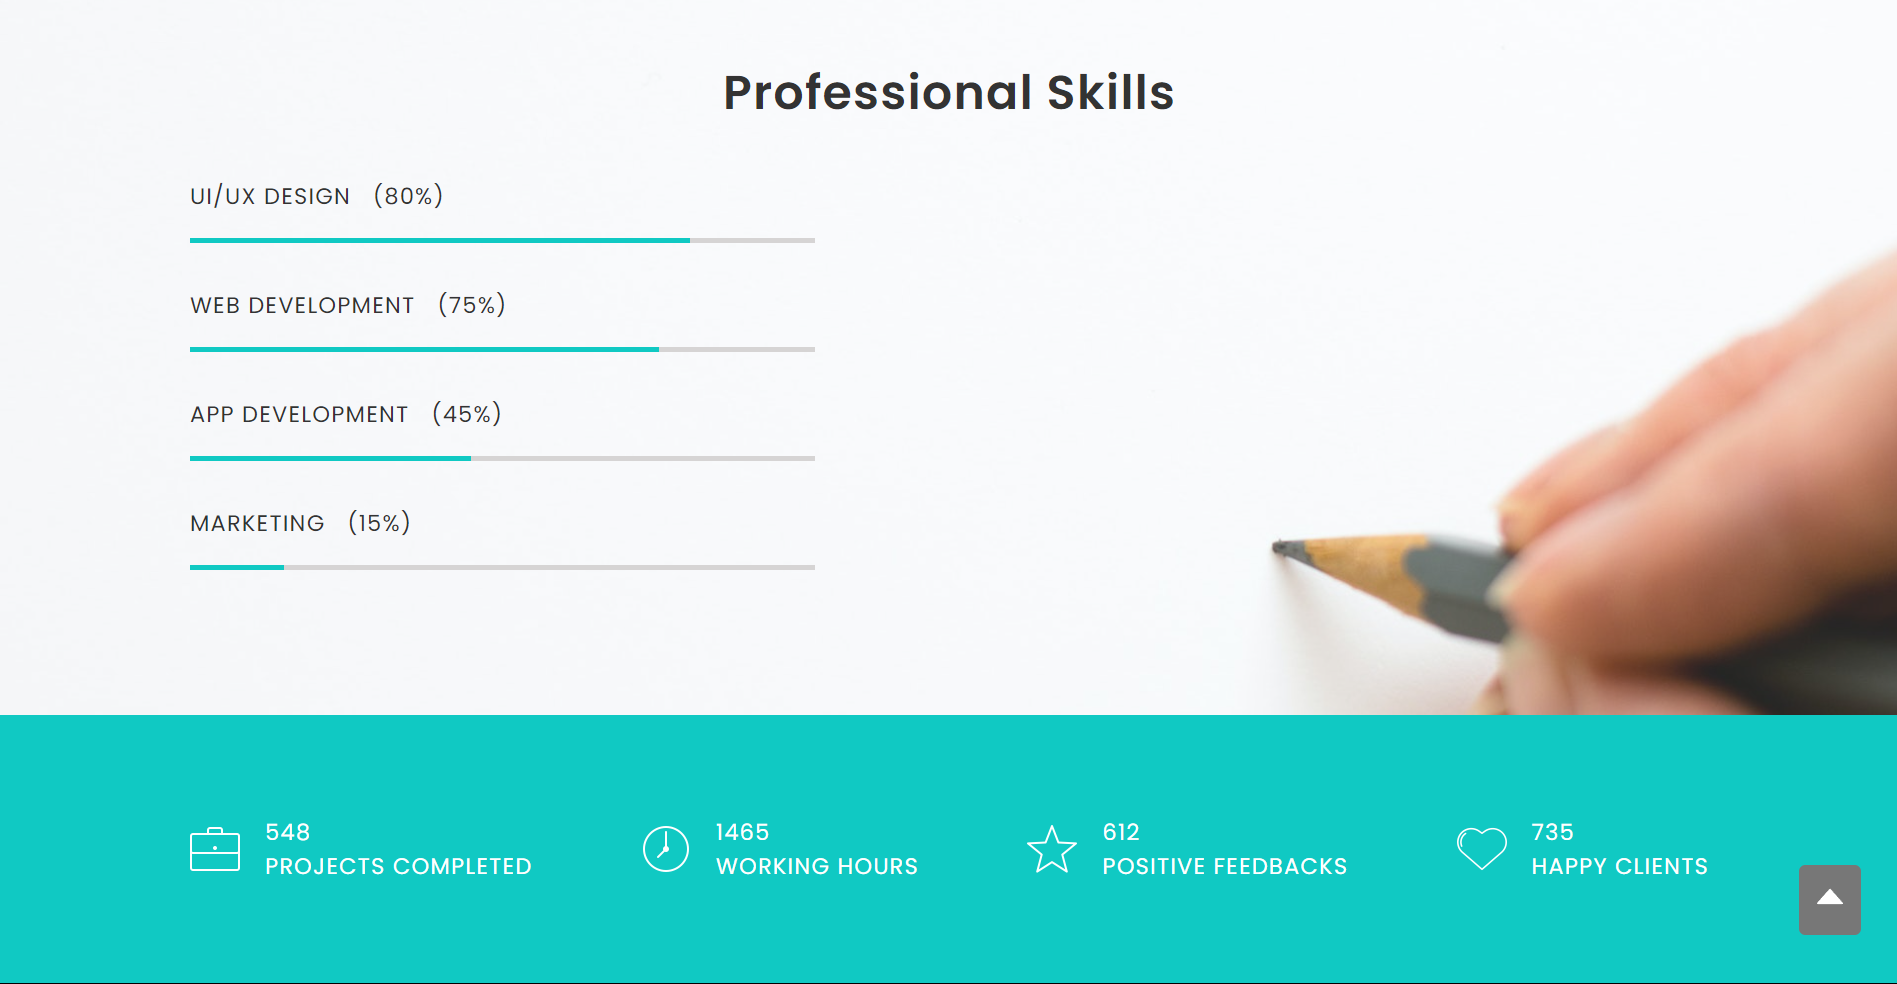 Professional Skills
UI/UX DESIGN (80%)
WEB DEVELOPMENT (75%)
APP DEVELOPMENT (45%)
MARKETING (15%)
548
PROJECTS COMPLETED
1465
WORKING HOURS
612
POSITIVE FEEDBACKS
735
HAPPY CLIENTS